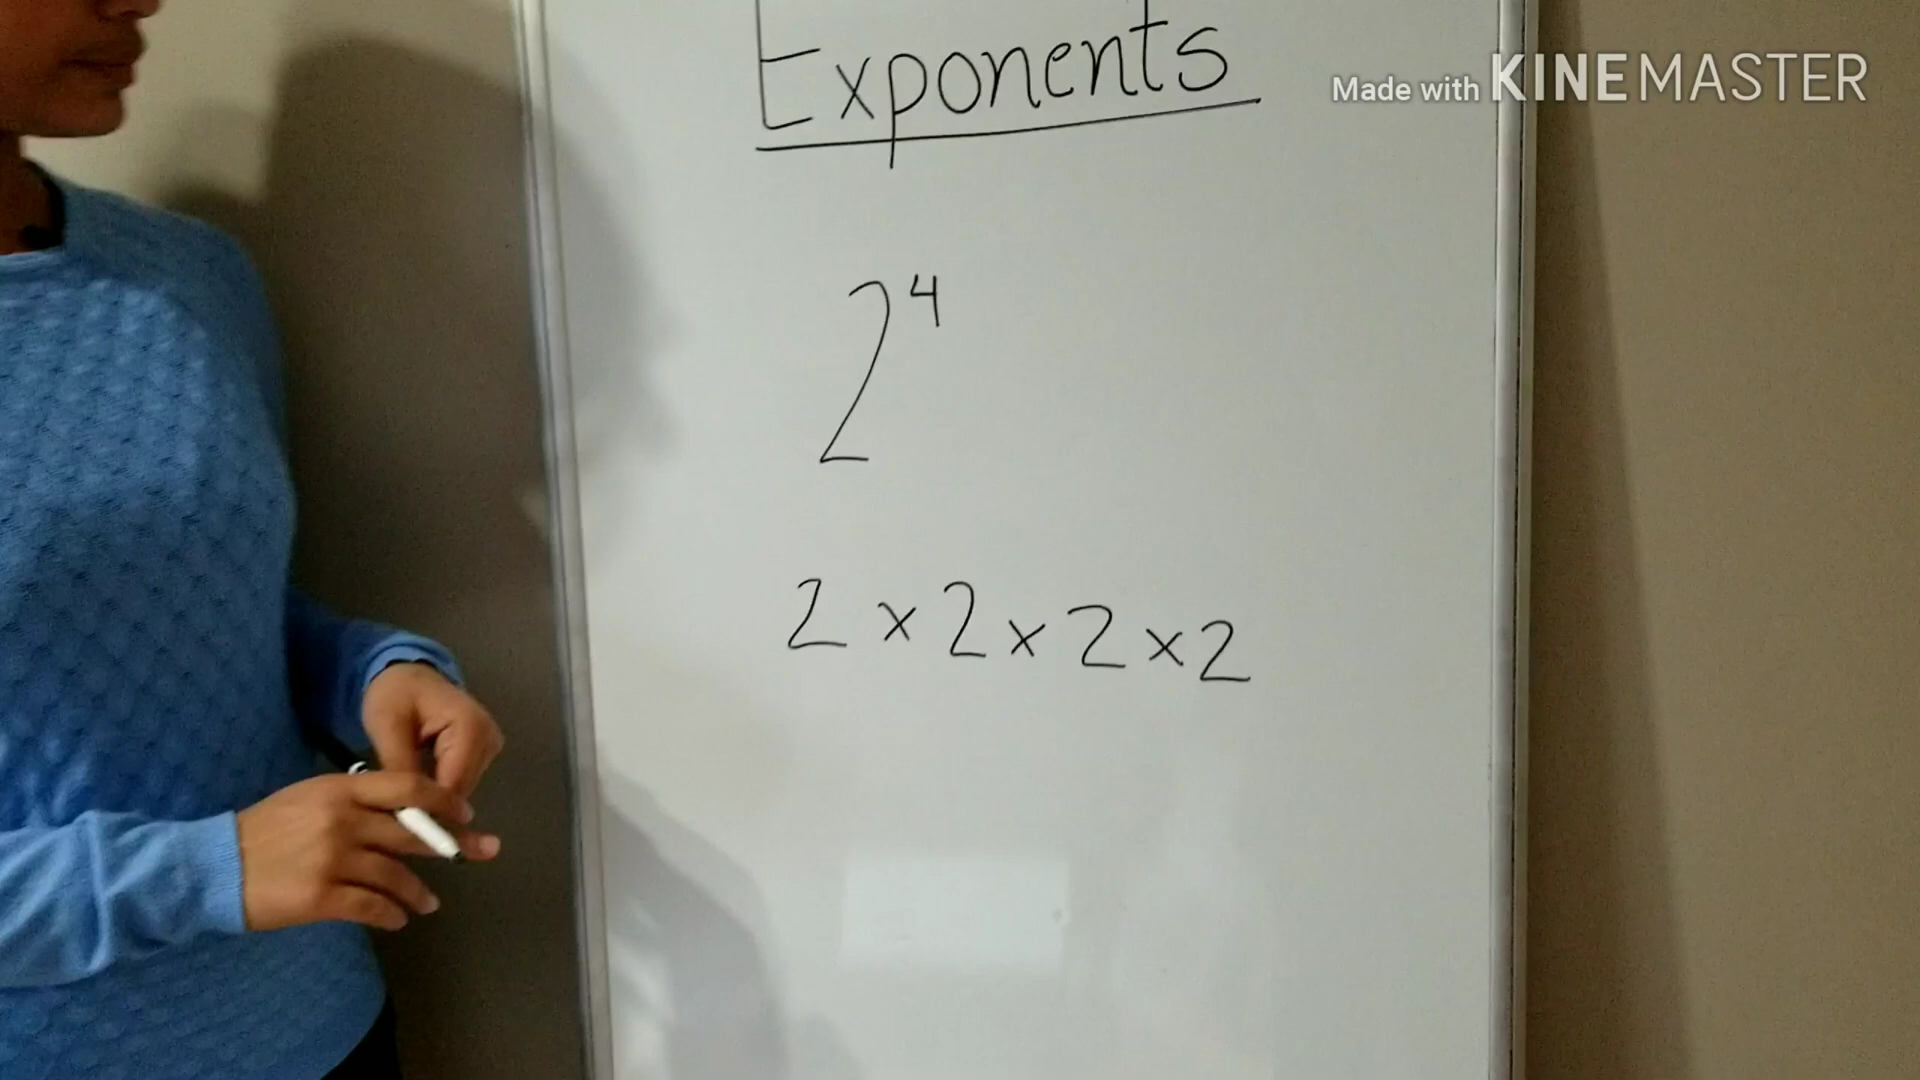 Exponents
Made with KINEMASTER
2⁴
2 × 2 × 2 × 2